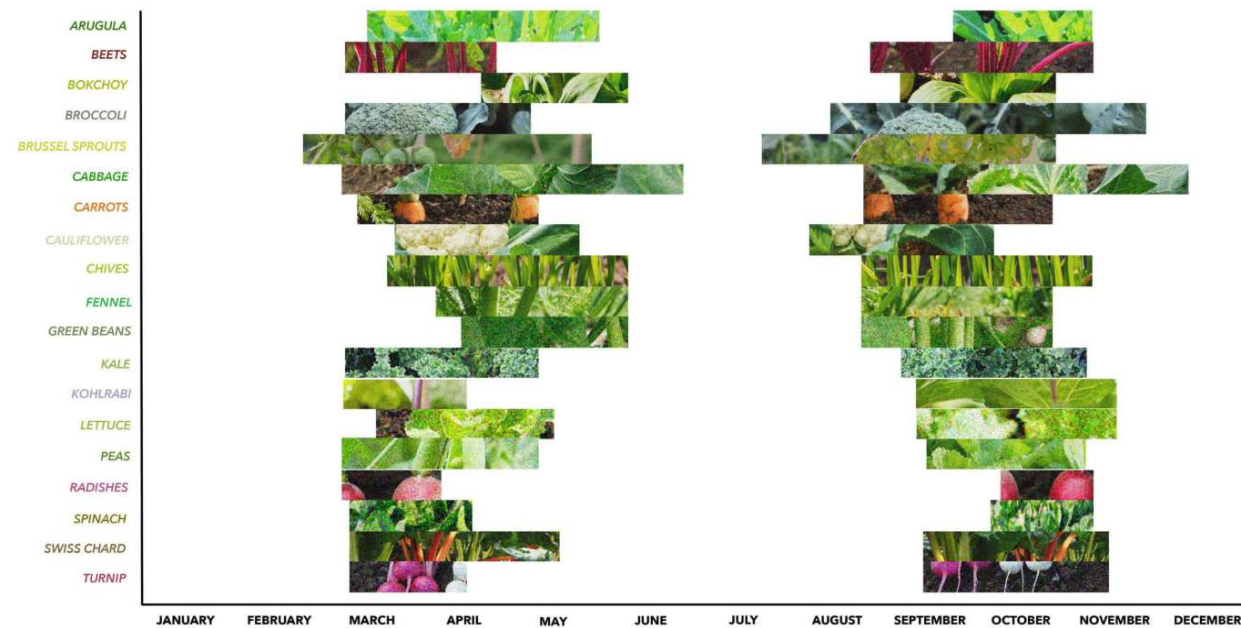 ARUGULA
BEETS
BOKCHOY
BROCCOLI
BRUSSEL SPROUTS
CABBAGE
CARROTS
CAULIFLOWER
CHIVES
FENNEL
GREEN BEANS
KALE
KOHLRABI
LETTUCE
PEAS
RADISHES
SPINACH
SWISS CHARD
TURNIP
JANUARY FEBRUARY MARCH APRIL MAY JUNE JULY AUGUST SEPTEMBER OCTOBER NOVEMBER DECEMBER